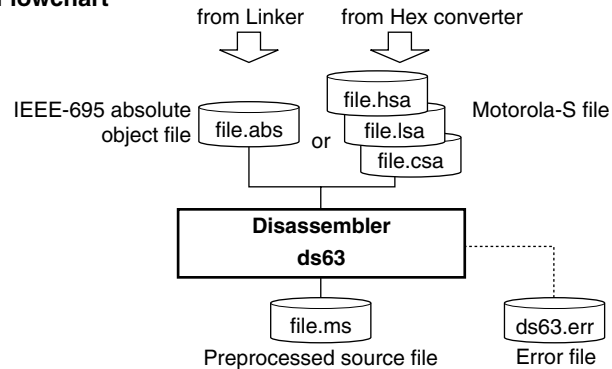 Flowchart
from Linker
from Hex converter
IEEE-695 absolute
object file
file.abs
or
file.hsa
file.lsa
file.csa
Motorola-S file
Disassembler
ds63
file.ms
Preprocessed source file
ds63.err
Error file